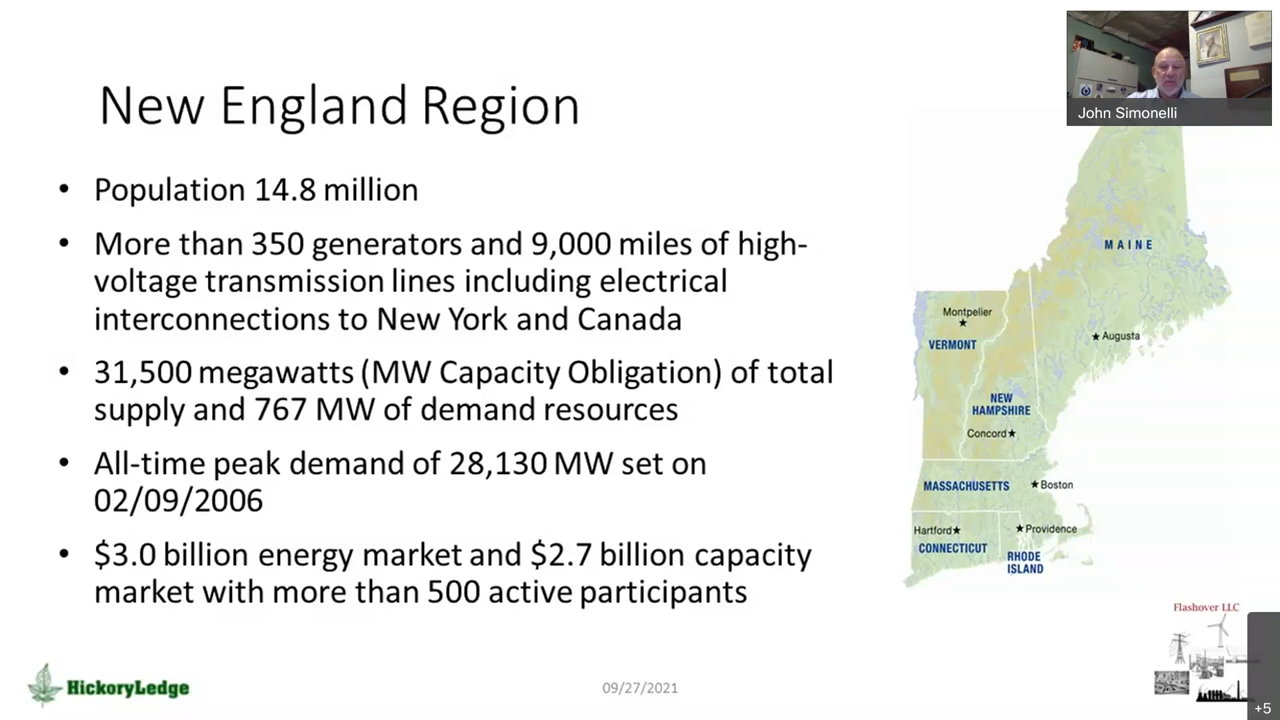 John Simonelli
New England Region
• Population 14.8 million
• More than 350 generators and 9,000 miles of high-
voltage transmission lines including electrical
interconnections to New York and Canada
• 31,500 megawatts (MW Capacity Obligation) of total
supply and 767 MW of demand resources
• All-time peak demand of 28,130 MW set on
02/09/2006
• $3.0 billion energy market and $2.7 billion capacity
market with more than 500 active participants
MAINE
Montpelier
VERMONT
Augusta
NEW
HAMPSHIRE
Concord
MASSACHUSETTS
Boston
Hartford
Providence
CONNECTICUT
RHODE
ISLAND
Flashover LLC
HickoryLedge
09/27/2021
+5